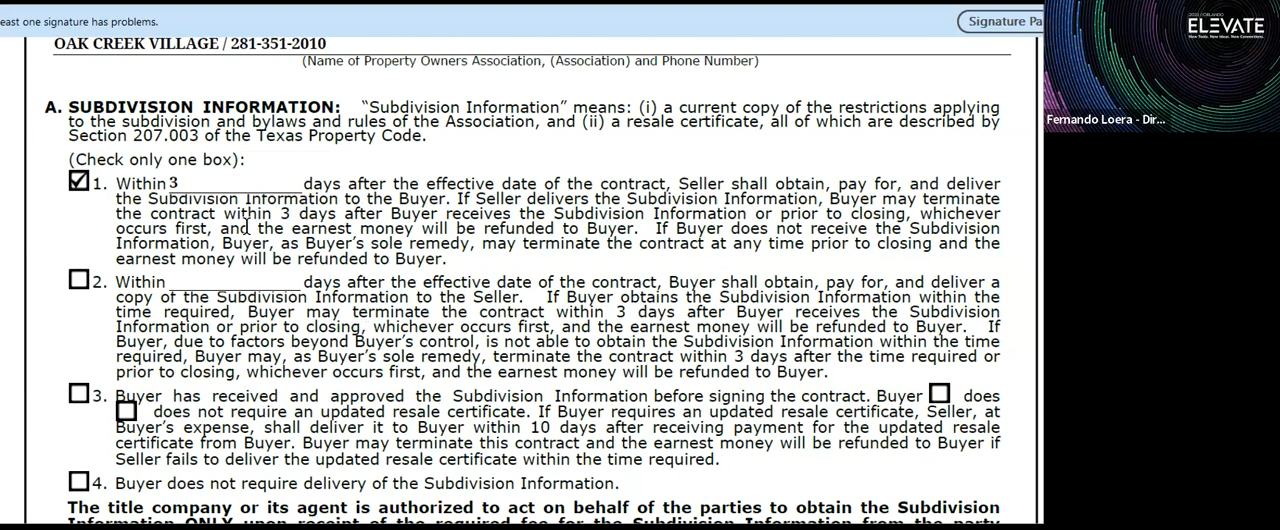 east one signature has problems.
Signature Pa
ELEVATE
Fernando Loera - Dir...
OAK CREEK VILLAGE / 281-351-2010
(Name of Property Owners Association, (Association) and Phone Number)
A. SUBDIVISION INFORMATION: “Subdivision Information” means: (i) a current copy of the restrictions applying
to the subdivision and bylaws and rules of the Association, and (ii) a resale certificate, all of which are described by
Section 207.003 of the Texas Property Code.
(Check only one box):
1. Within 3 ____________ days after the effective date of the contract, Seller shall obtain, pay for, and deliver
the Subdivision Information to the Buyer. If Seller delivers the Subdivision Information, Buyer may terminate
the contract within 3 days after Buyer receives the Subdivision Information or prior to closing, whichever
occurs first, and the earnest money will be refunded to Buyer. If Buyer does not receive the Subdivision
Information, Buyer, as Buyer’s sole remedy, may terminate the contract at any time prior to closing and the
earnest money will be refunded to Buyer.
2. Within ____________ days after the effective date of the contract, Buyer shall obtain, pay for, and deliver a
copy of the Subdivision Information to the Seller. If Buyer obtains the Subdivision Information within the
time required, Buyer may terminate the contract within 3 days after Buyer receives the Subdivision
Information or prior to closing, whichever occurs first, and the earnest money will be refunded to Buyer. If
Buyer, due to factors beyond Buyer’s control, is not able to obtain the Subdivision Information within the time
required, Buyer may, as Buyer’s sole remedy, terminate the contract within 3 days after the time required or
prior to closing, whichever occurs first, and the earnest money will be refunded to Buyer.
3. Buyer has received and approved the Subdivision Information before signing the contract. Buyer does
does not require an updated resale certificate. If Buyer requires an updated resale certificate, Seller, at
Buyer’s expense, shall deliver it to Buyer within 10 days after receiving payment for the updated resale
certificate from Buyer. Buyer may terminate this contract and the earnest money will be refunded to Buyer if
Seller fails to deliver the updated resale certificate within the time required.
4. Buyer does not require delivery of the Subdivision Information.
The title company or its agent is authorized to act on behalf of the parties to obtain the Subdivision
Information ONLY upon receipt of the required fee for the Subdivision Information from the party